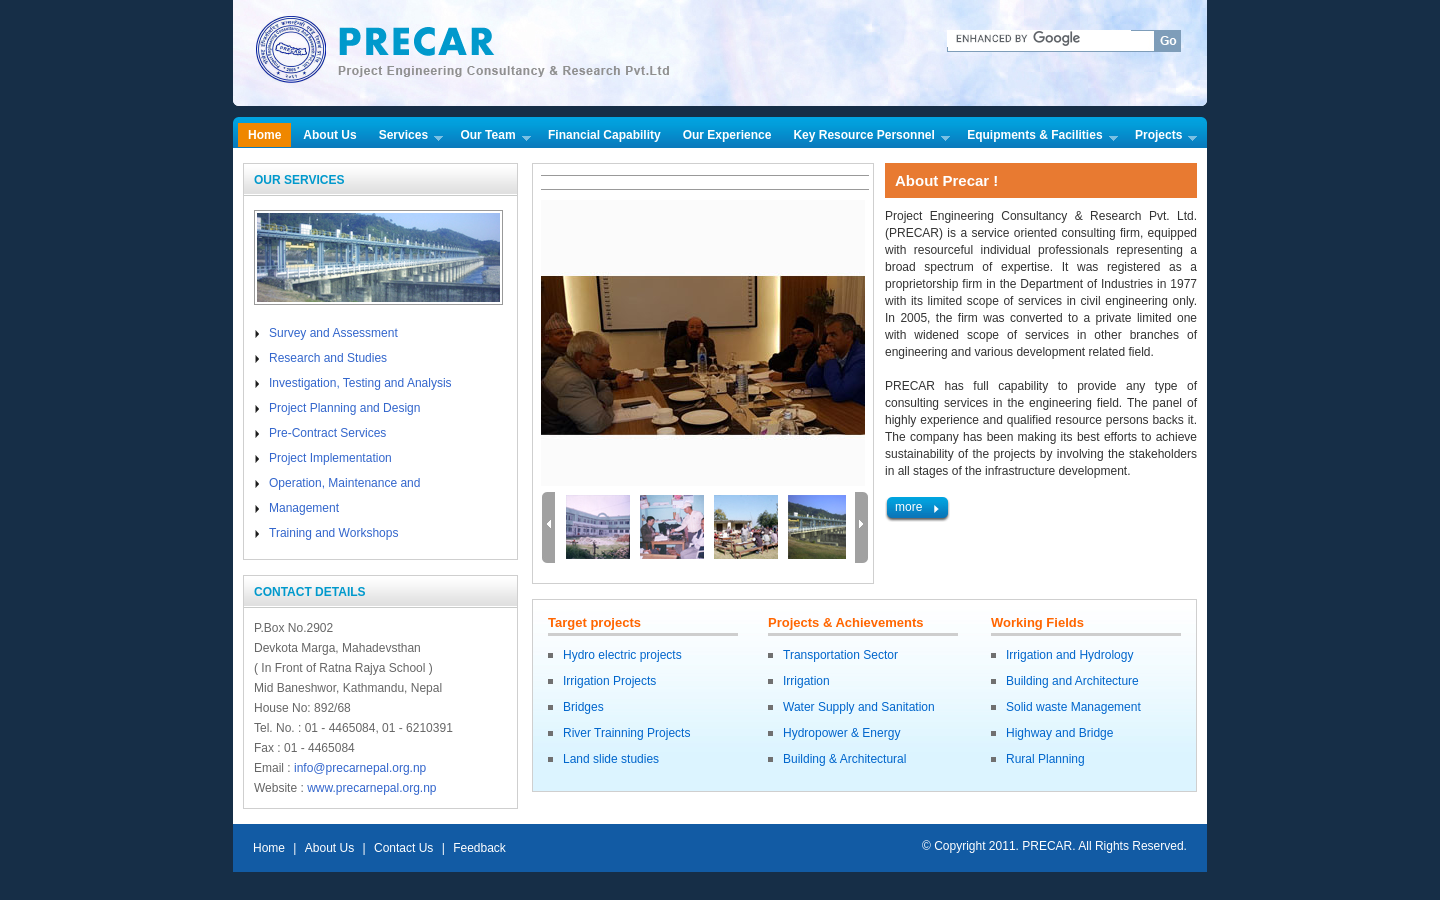 PRECAR
Project Engineering Consultancy & Research Pvt.Ltd
ENHANCED BY Google
Go
Home
About Us
Services
Our Team
Financial Capability
Our Experience
Key Resource Personnel
Equipments & Facilities
Projects
OUR SERVICES
Survey and Assessment
Research and Studies
Investigation, Testing and Analysis
Project Planning and Design
Pre-Contract Services
Project Implementation
Operation, Maintenance and
Management
Training and Workshops
CONTACT DETAILS
P.Box No.2902
Devkota Marga, Mahadevsthan
( In Front of Ratna Rajya School )
Mid Baneshwor, Kathmandu, Nepal
House No: 892/68
Tel. No. : 01 - 4465084, 01 - 6210391
Fax : 01 - 4465084
Email : info@precarnepal.org.np
Website : www.precarnepal.org.np
About Precar !
Project Engineering Consultancy & Research Pvt. Ltd.
(PRECAR) is a service oriented consulting firm, equipped
with resourceful individual professionals representing a
broad spectrum of expertise. It was registered as a
proprietorship firm in the Department of Industries in 1977
with its limited scope of services in civil engineering only.
In 2005, the firm was converted to a private limited one
with widened scope of services in other branches of
engineering and various development related field.
PRECAR has full capability to provide any type of
consulting services in the engineering field. The panel of
highly experience and qualified resource persons backs it.
The company has been making its best efforts to achieve
sustainability of the projects by involving the stakeholders
in all stages of the infrastructure development.
more
Target projects
Hydro electric projects
Irrigation Projects
Bridges
River Trainning Projects
Land slide studies
Projects & Achievements
Transportation Sector
Irrigation
Water Supply and Sanitation
Hydropower & Energy
Building & Architectural
Working Fields
Irrigation and Hydrology
Building and Architecture
Solid waste Management
Highway and Bridge
Rural Planning
Home | About Us | Contact Us | Feedback
© Copyright 2011. PRECAR. All Rights Reserved.